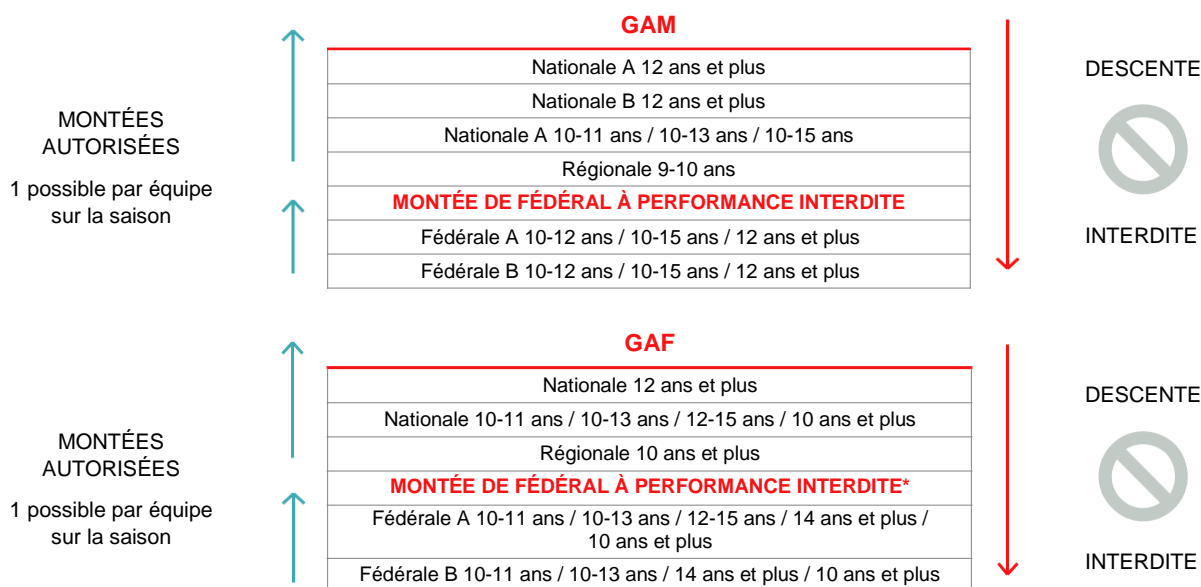 GAM
MONTÉES
AUTORISÉES
1 possible par équipe
sur la saison
Nationale A 12 ans et plus
Nationale B 12 ans et plus
Nationale A 10-11 ans / 10-13 ans / 10-15 ans
Régionale 9-10 ans
MONTÉE DE FÉDÉRAL À PERFORMANCE INTERDITE
Fédérale A 10-12 ans / 10-15 ans / 12 ans et plus
Fédérale B 10-12 ans / 10-15 ans / 12 ans et plus
DESCENTE
INTERDITE
GAF
MONTÉES
AUTORISÉES
1 possible par équipe
sur la saison
Nationale 12 ans et plus
Nationale 10-11 ans / 10-13 ans / 12-15 ans / 10 ans et plus
Régionale 10 ans et plus
MONTÉE DE FÉDÉRAL À PERFORMANCE INTERDITE*
Fédérale A 10-11 ans / 10-13 ans / 12-15 ans / 14 ans et plus /
10 ans et plus
Fédérale B 10-11 ans / 10-13 ans / 14 ans et plus / 10 ans et plus
DESCENTE
INTERDITE